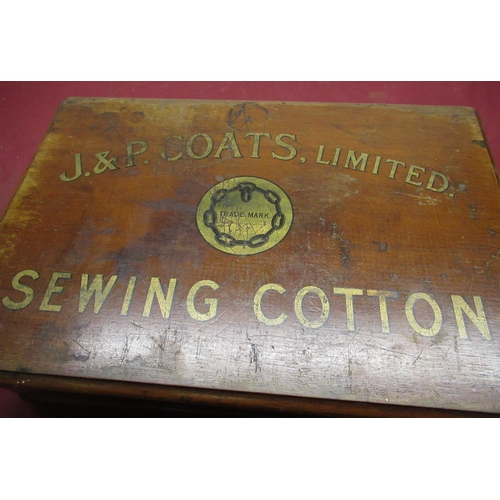 J. & P. COATS, LIMITED.
TRADE MARK
SEWING COTTON